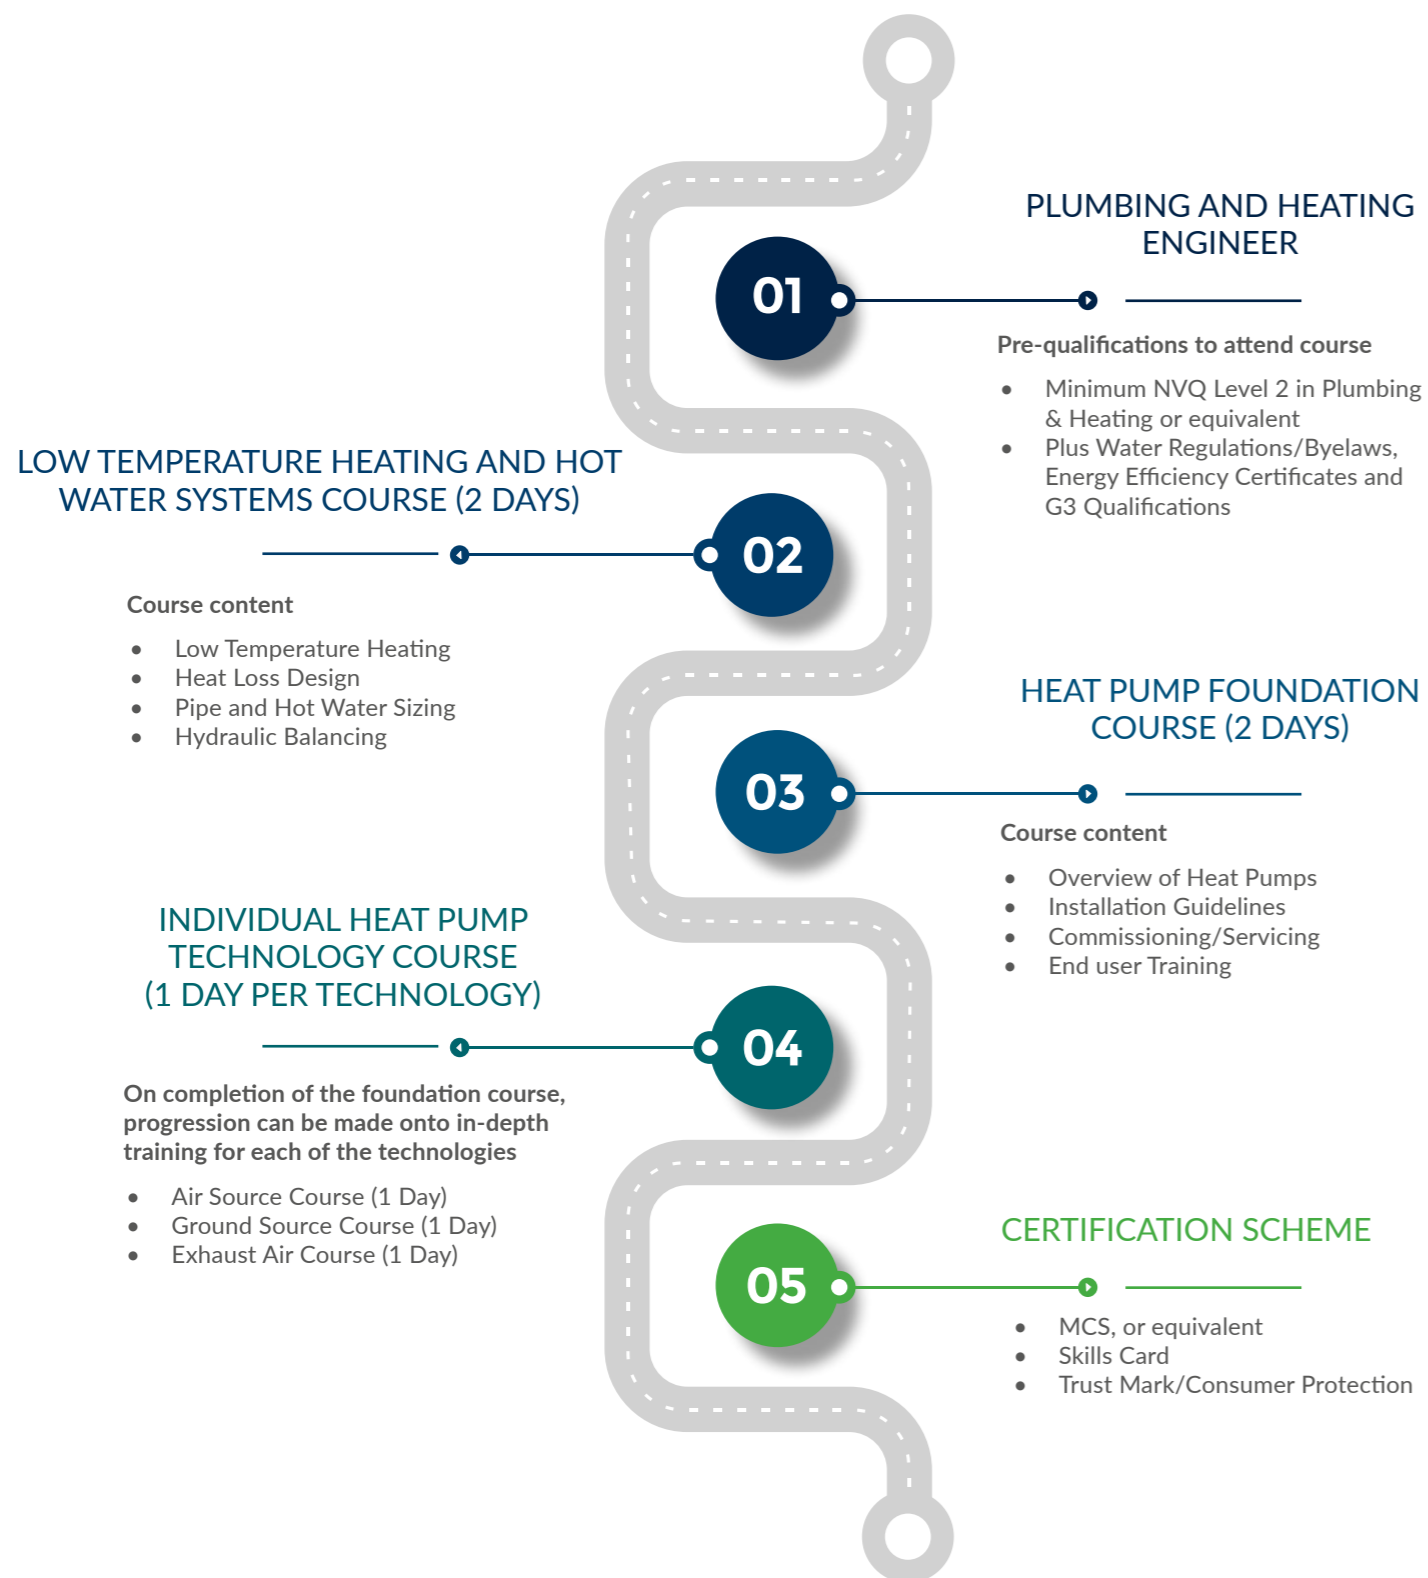 PLUMBING AND HEATING
ENGINEER
01
Pre-qualifications to attend course
• Minimum NVQ Level 2 in Plumbing
& Heating or equivalent
• Plus Water Regulations/Byelaws,
Energy Efficiency Certificates and
G3 Qualifications
LOW TEMPERATURE HEATING AND HOT
WATER SYSTEMS COURSE (2 DAYS)
02
Course content
• Low Temperature Heating
• Heat Loss Design
• Pipe and Hot Water Sizing
• Hydraulic Balancing
HEAT PUMP FOUNDATION
COURSE (2 DAYS)
03
Course content
• Overview of Heat Pumps
• Installation Guidelines
• Commissioning/Servicing
• End user Training
INDIVIDUAL HEAT PUMP
TECHNOLOGY COURSE
(1 DAY PER TECHNOLOGY)
04
On completion of the foundation course,
progression can be made onto in-depth
training for each of the technologies
• Air Source Course (1 Day)
• Ground Source Course (1 Day)
• Exhaust Air Course (1 Day)
CERTIFICATION SCHEME
05
• MCS, or equivalent
• Skills Card
• Trust Mark/Consumer Protection